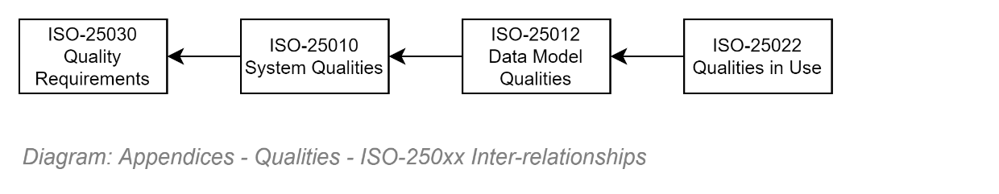 ISO-25030
Quality
Requirements
ISO-25010
System Qualities
ISO-25012
Data Model
Qualities
ISO-25022
Qualities in Use
Diagram: Appendices - Qualities - ISO-250xx Inter-relationships